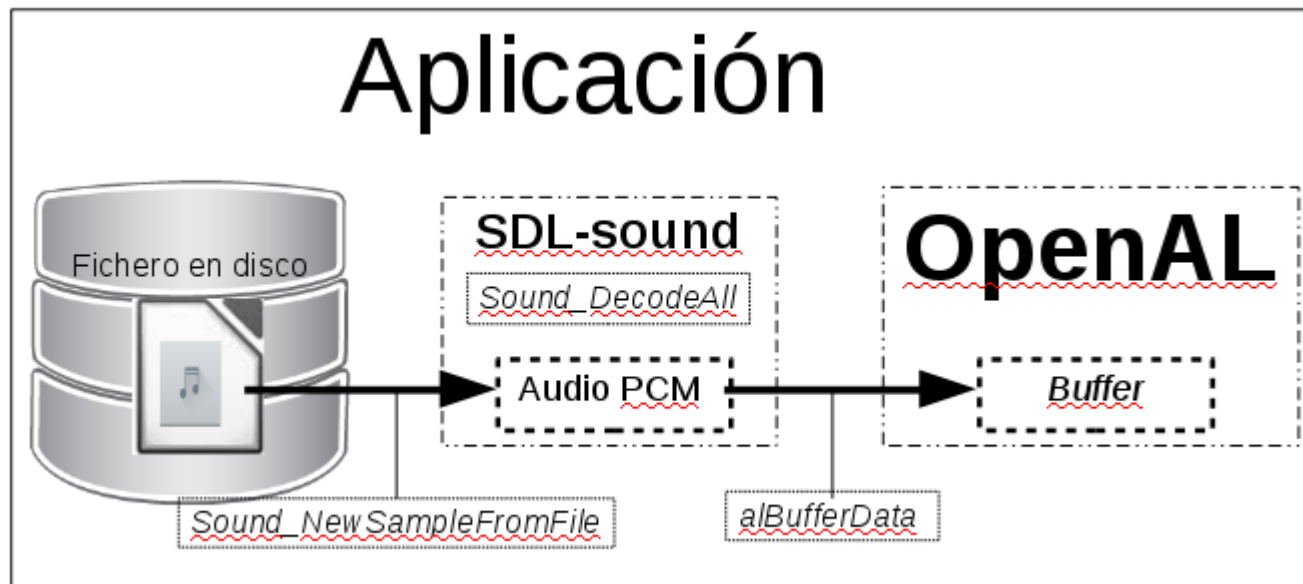 Aplicación
Fichero en disco
SDL-sound
Sound_DecodeAll
Audio PCM
OpenAL
Buffer
Sound_NewSampleFromFile
alBufferData